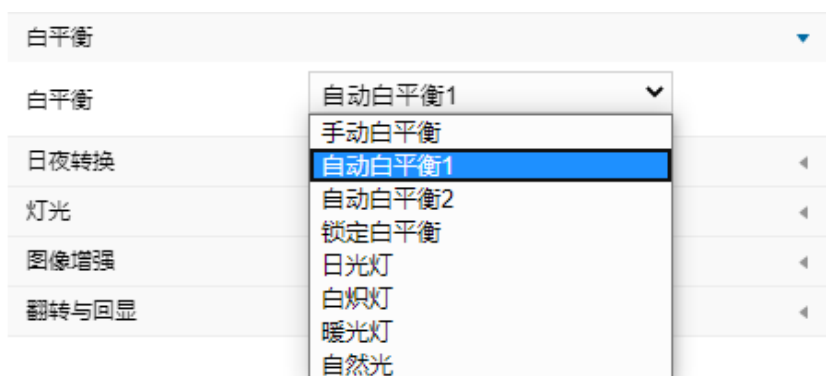 白平衡
白平衡 自动白平衡1
手动白平衡
日夜转换 自动白平衡1
灯光 自动白平衡2
锁定白平衡
图像增强 日光灯
翻转与回显 白炽灯
暖光灯
自然光